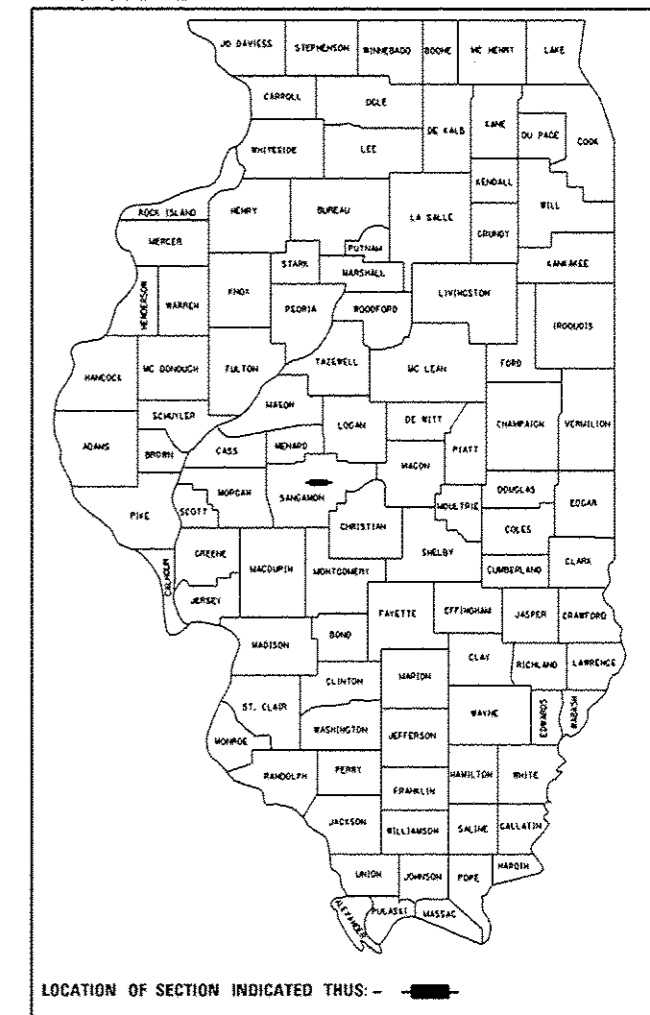 JO DAVIESS STEPHENSON WINNEBAGO BOONE MC HENRY LAKE
CARROLL OGLE DE KALB KANE DU PAGE COOK
WHITESIDE LEE
KENDALL
ROCK ISLAND HENRY BUREAU LA SALLE GRUNDY WILL
MERCER PUTNAM
STARK MARSHALL KANKAKEE
HENDERSON WARREN KNOX PEORIA WOODFORD LIVINGSTON IROQUOIS
HANCOCK MC DONOUGH FULTON TAZEWELL MC LEAN FORD
SCHUYLER MASON
ADAMS BROWN CASS MENARD LOGAN DE WITT PIATT CHAMPAIGN VERMILION
MACON
PIKE SCOTT MORGAN SANGAMON CHRISTIAN MOULTRIE DOUGLAS EDGAR
COLES
CALHOUN GREENE MACOUPIN MONTGOMERY SHELBY CUMBERLAND CLARK
JERSEY FAYETTE EFFINGHAM JASPER CRAWFORD
MADISON BOND
CLAY RICHLAND LAWRENCE
CLINTON MARION
ST. CLAIR WAYNE EDWARDS WABASH
MONROE WASHINGTON JEFFERSON
RANDOLPH PERRY HAMILTON WHITE
FRANKLIN
JACKSON WILLIAMSON SALINE GALLATIN
UNION JOHNSON POPE HARDIN
ALEXANDER PULASKI MASSAC
LOCATION OF SECTION INDICATED THUS: -